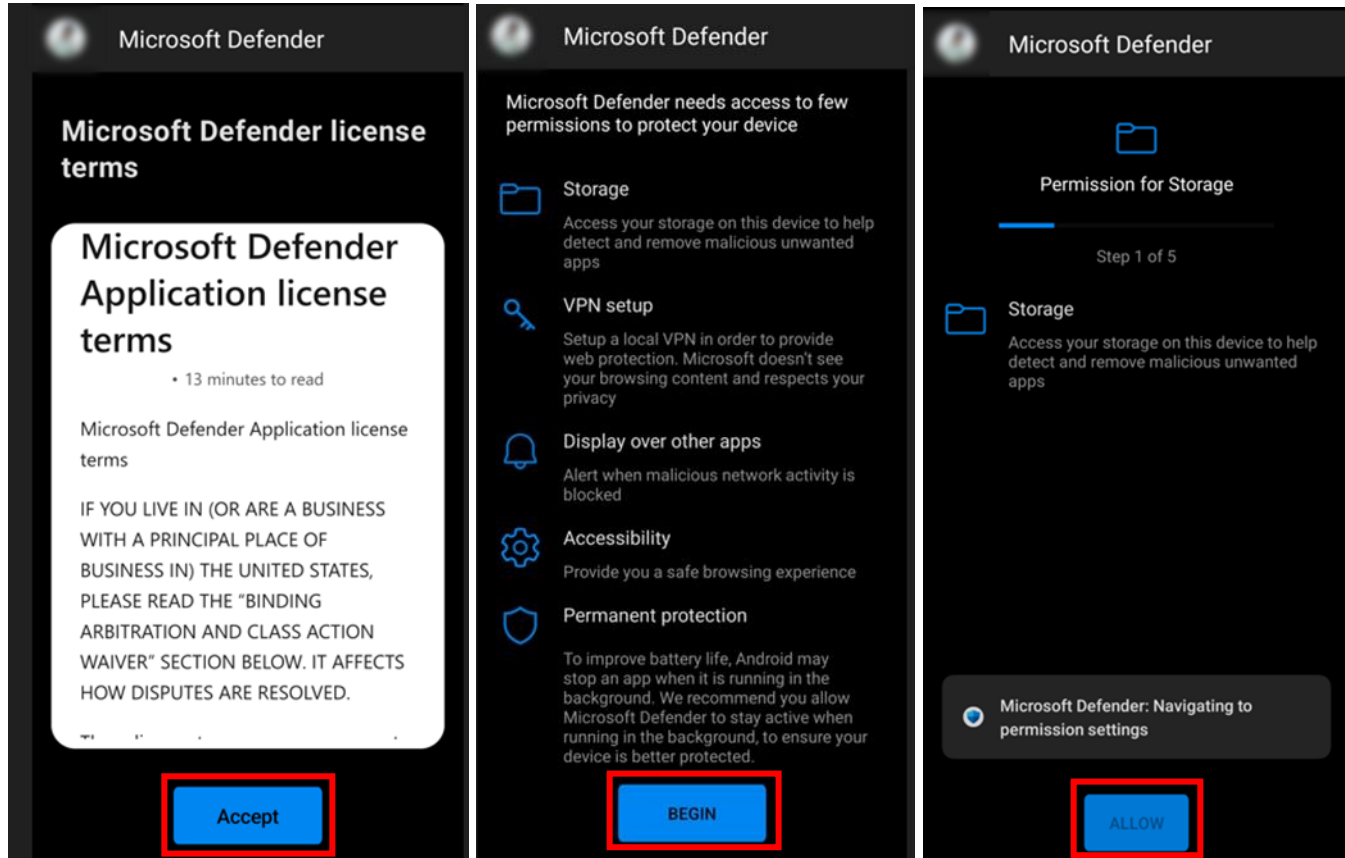 Microsoft Defender
Microsoft Defender license
terms
Microsoft Defender
Application license
terms
• 13 minutes to read
Microsoft Defender Application license
terms
IF YOU LIVE IN (OR ARE A BUSINESS
WITH A PRINCIPAL PLACE OF
BUSINESS IN) THE UNITED STATES,
PLEASE READ THE “BINDING
ARBITRATION AND CLASS ACTION
WAIVER” SECTION BELOW. IT AFFECTS
HOW DISPUTES ARE RESOLVED.
Accept
Microsoft Defender
Microsoft Defender needs access to few
permissions to protect your device
Storage
Access your storage on this device to help
detect and remove malicious unwanted
apps
VPN setup
Setup a local VPN in order to provide
web protection. Microsoft doesn't see
your browsing content and respects your
privacy
Display over other apps
Alert when malicious network activity is
blocked
Accessibility
Provide you a safe browsing experience
Permanent protection
To improve battery life, Android may
stop an app when it is running in the
background. We recommend you allow
Microsoft Defender to stay active when
running in the background, to ensure your
device is better protected.
BEGIN
Microsoft Defender
Permission for Storage
Step 1 of 5
Storage
Access your storage on this device to help
detect and remove malicious unwanted
apps
Microsoft Defender: Navigating to
permission settings
ALLOW